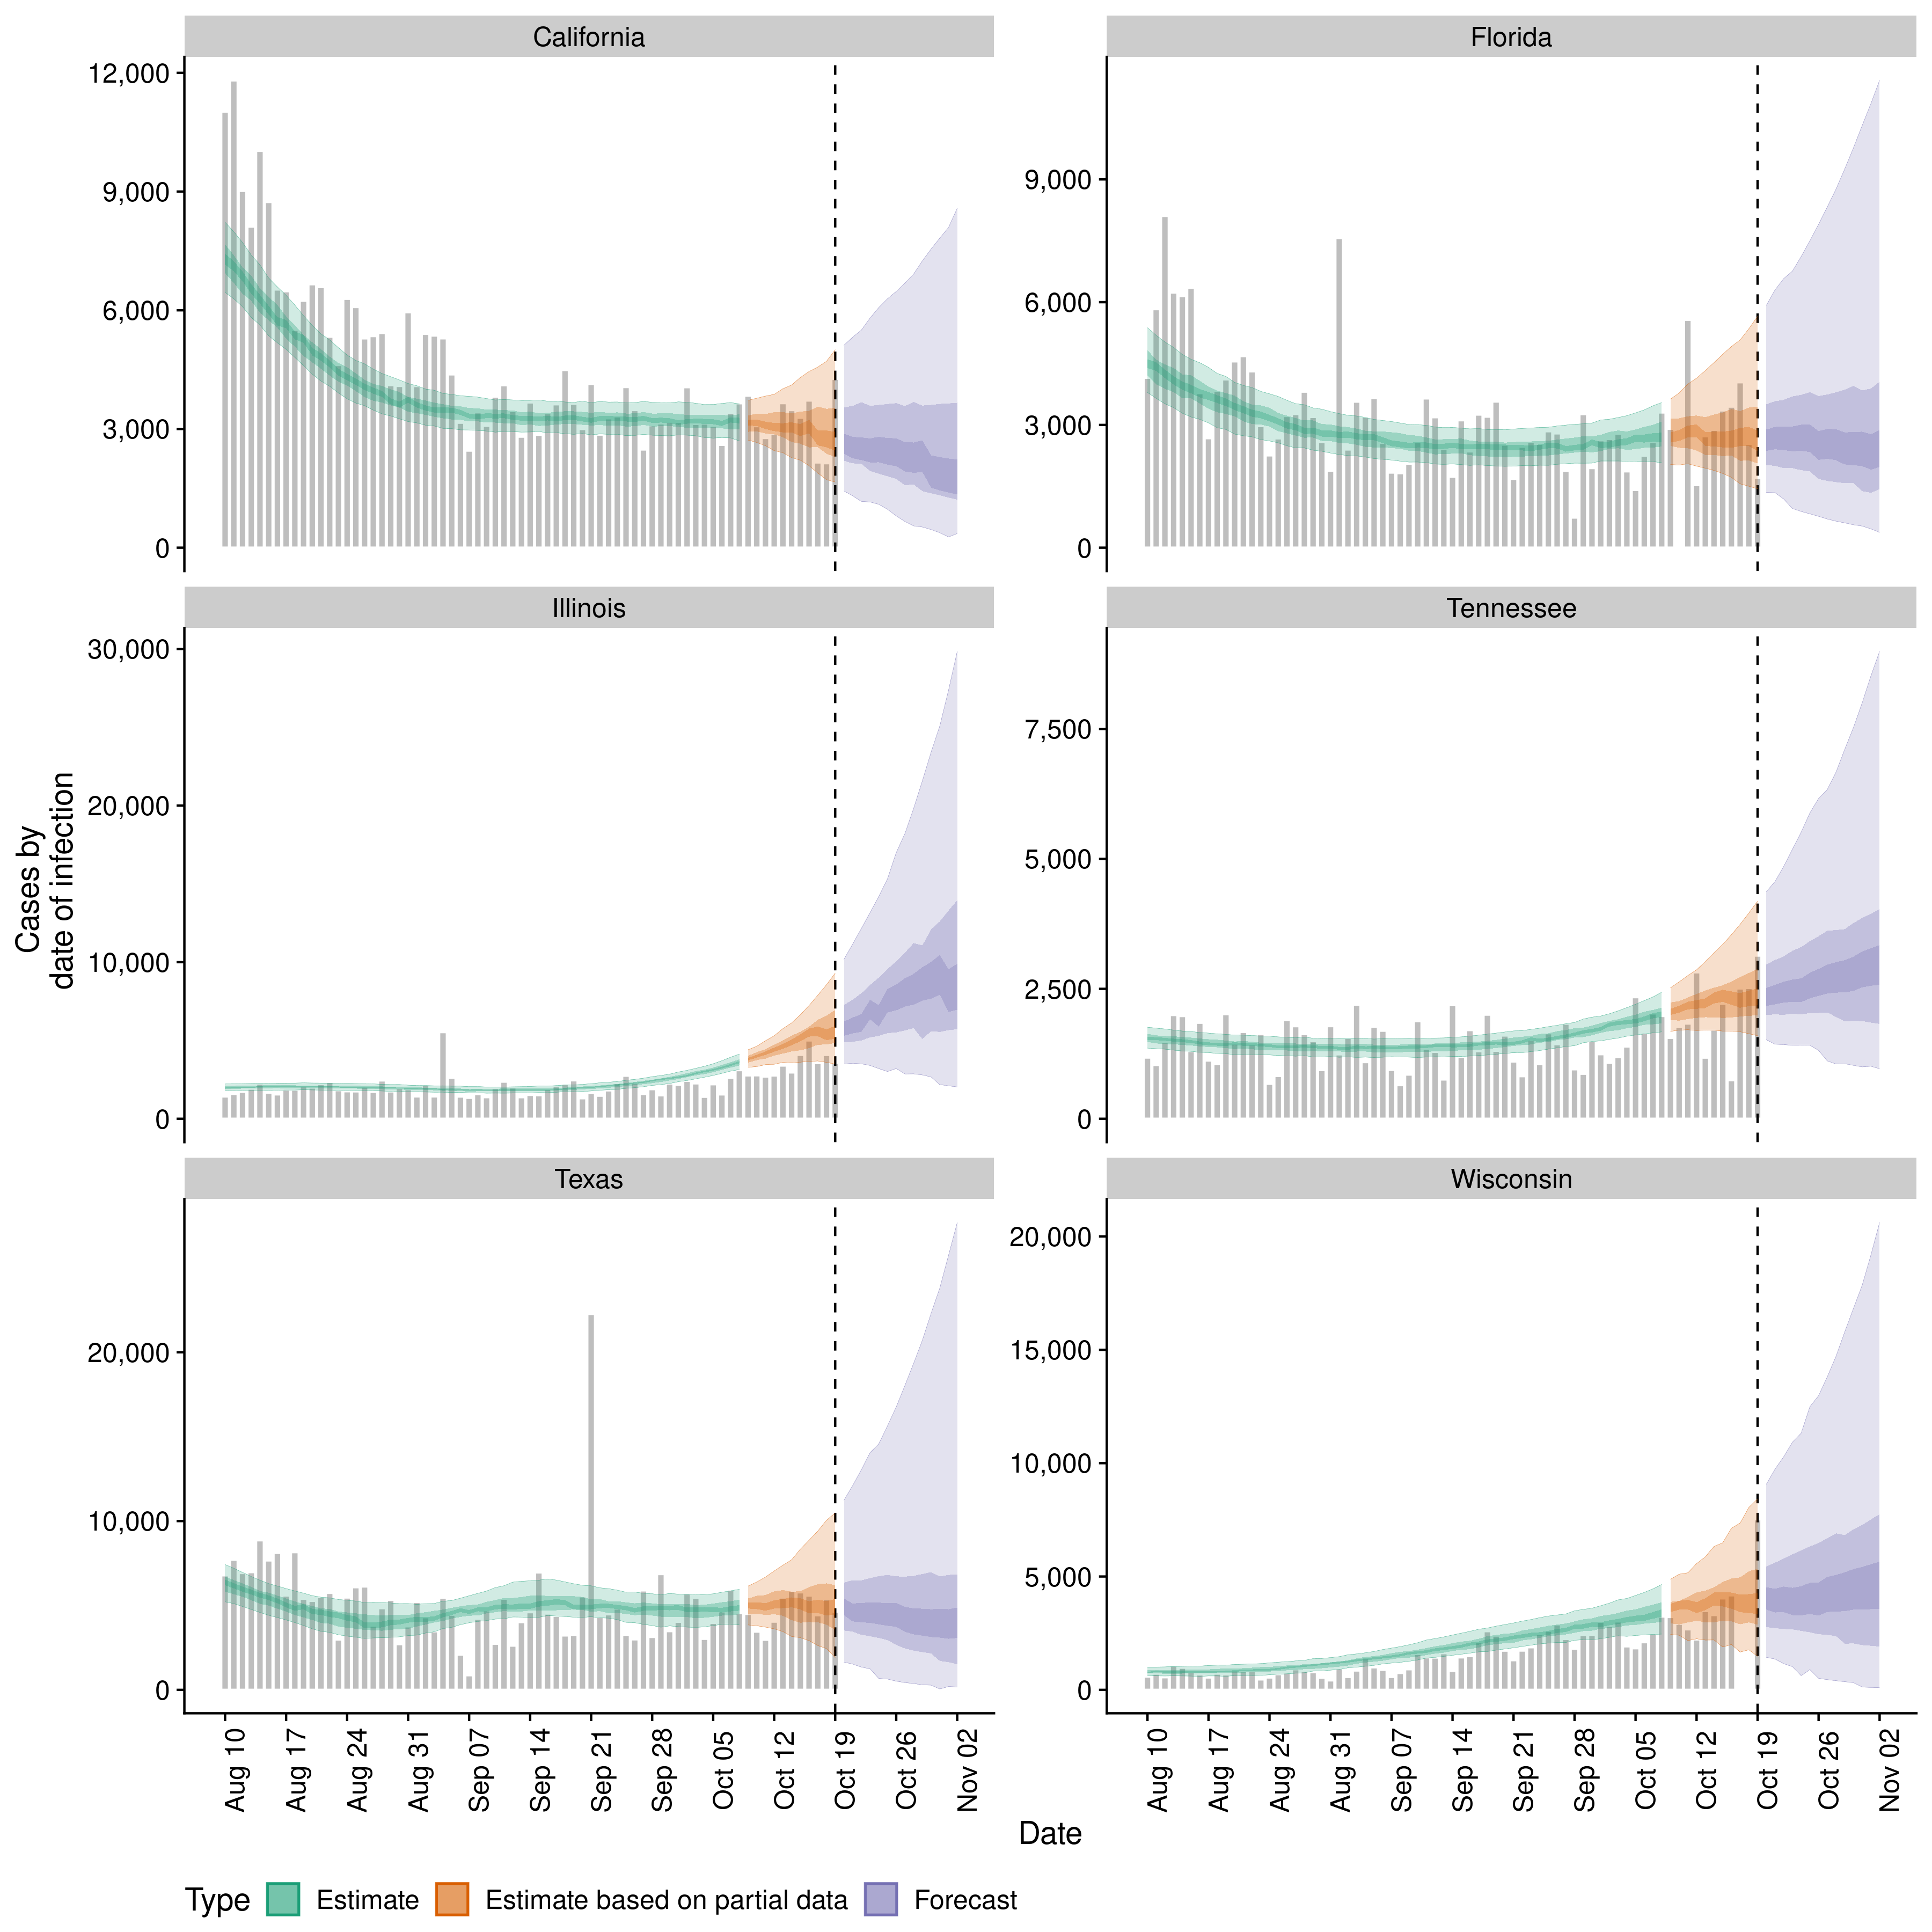 California
Florida
12,000
9,000
6,000
3,000
0
9,000
6,000
3,000
0
Illinois
Tennessee
30,000
20,000
10,000
0
7,500
5,000
2,500
0
Cases by
date of infection
Texas
Wisconsin
20,000
10,000
0
20,000
15,000
10,000
5,000
0
Aug 10
Aug 17
Aug 24
Aug 31
Sep 07
Sep 14
Sep 21
Sep 28
Oct 05
Oct 12
Oct 19
Oct 26
Nov 02
Aug 10
Aug 17
Aug 24
Aug 31
Sep 07
Sep 14
Sep 21
Sep 28
Oct 05
Oct 12
Oct 19
Oct 26
Nov 02
Date
Type Estimate Estimate based on partial data Forecast